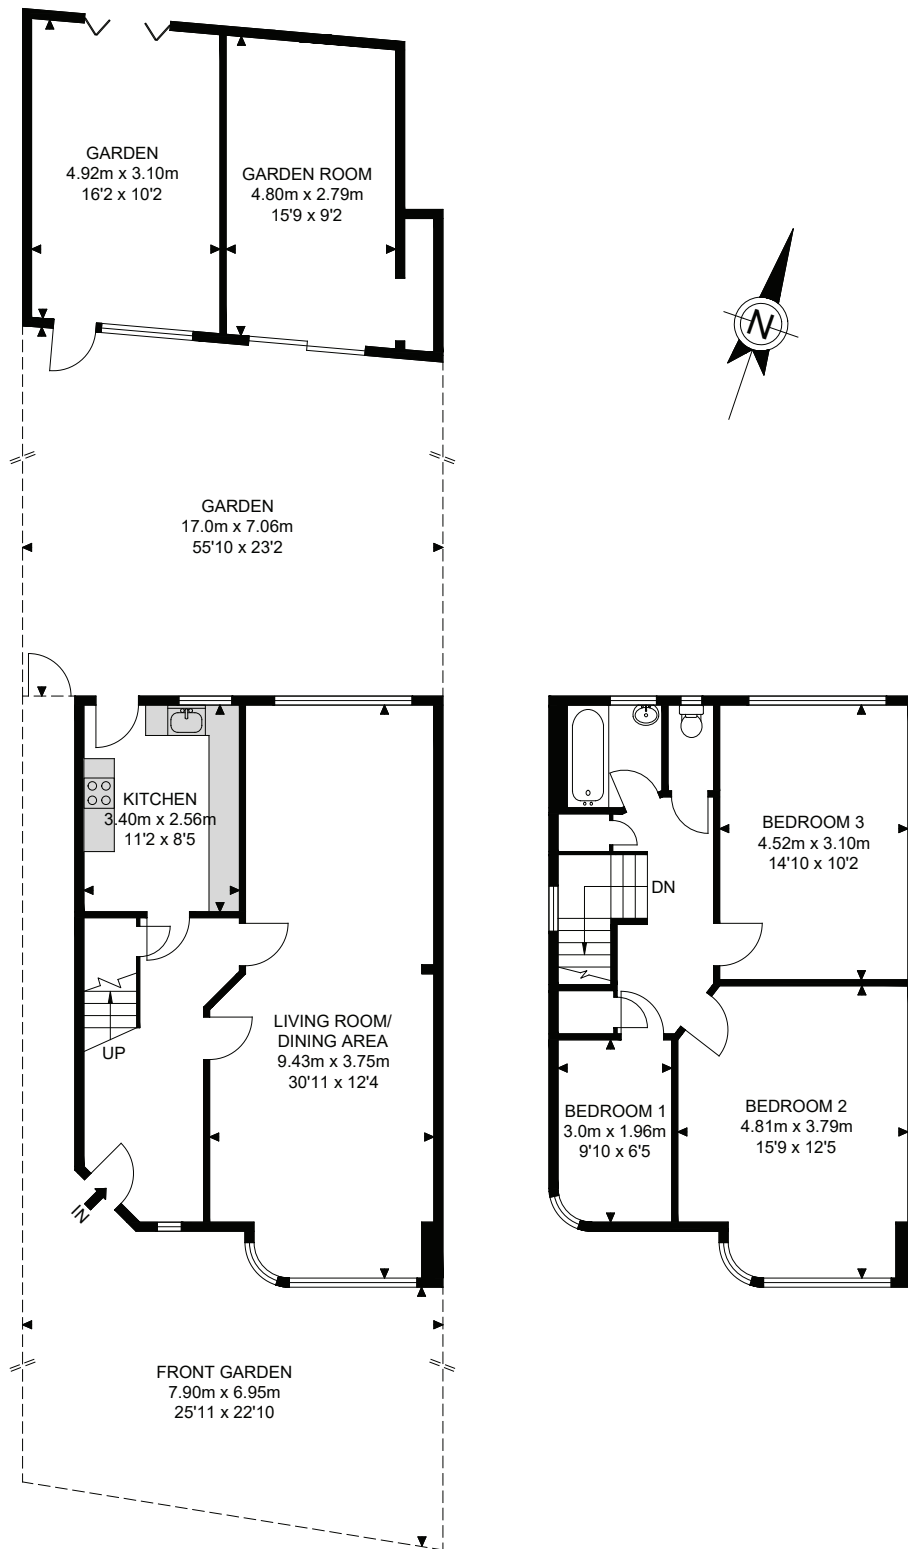 GARDEN
4.92m x 3.10m
16'2 x 10'2
GARDEN ROOM
4.80m x 2.79m
15'9 x 9'2
N
GARDEN
17.0m x 7.06m
55'10 x 23'2
KITCHEN
3.40m x 2.56m
11'2 x 8'5
UP
LIVING ROOM/
DINING AREA
9.43m x 3.75m
30'11 x 12'4
IN
FRONT GARDEN
7.90m x 6.95m
25'11 x 22'10
BEDROOM 3
4.52m x 3.10m
14'10 x 10'2
DN
BEDROOM 1
3.0m x 1.96m
9'10 x 6'5
BEDROOM 2
4.81m x 3.79m
15'9 x 12'5